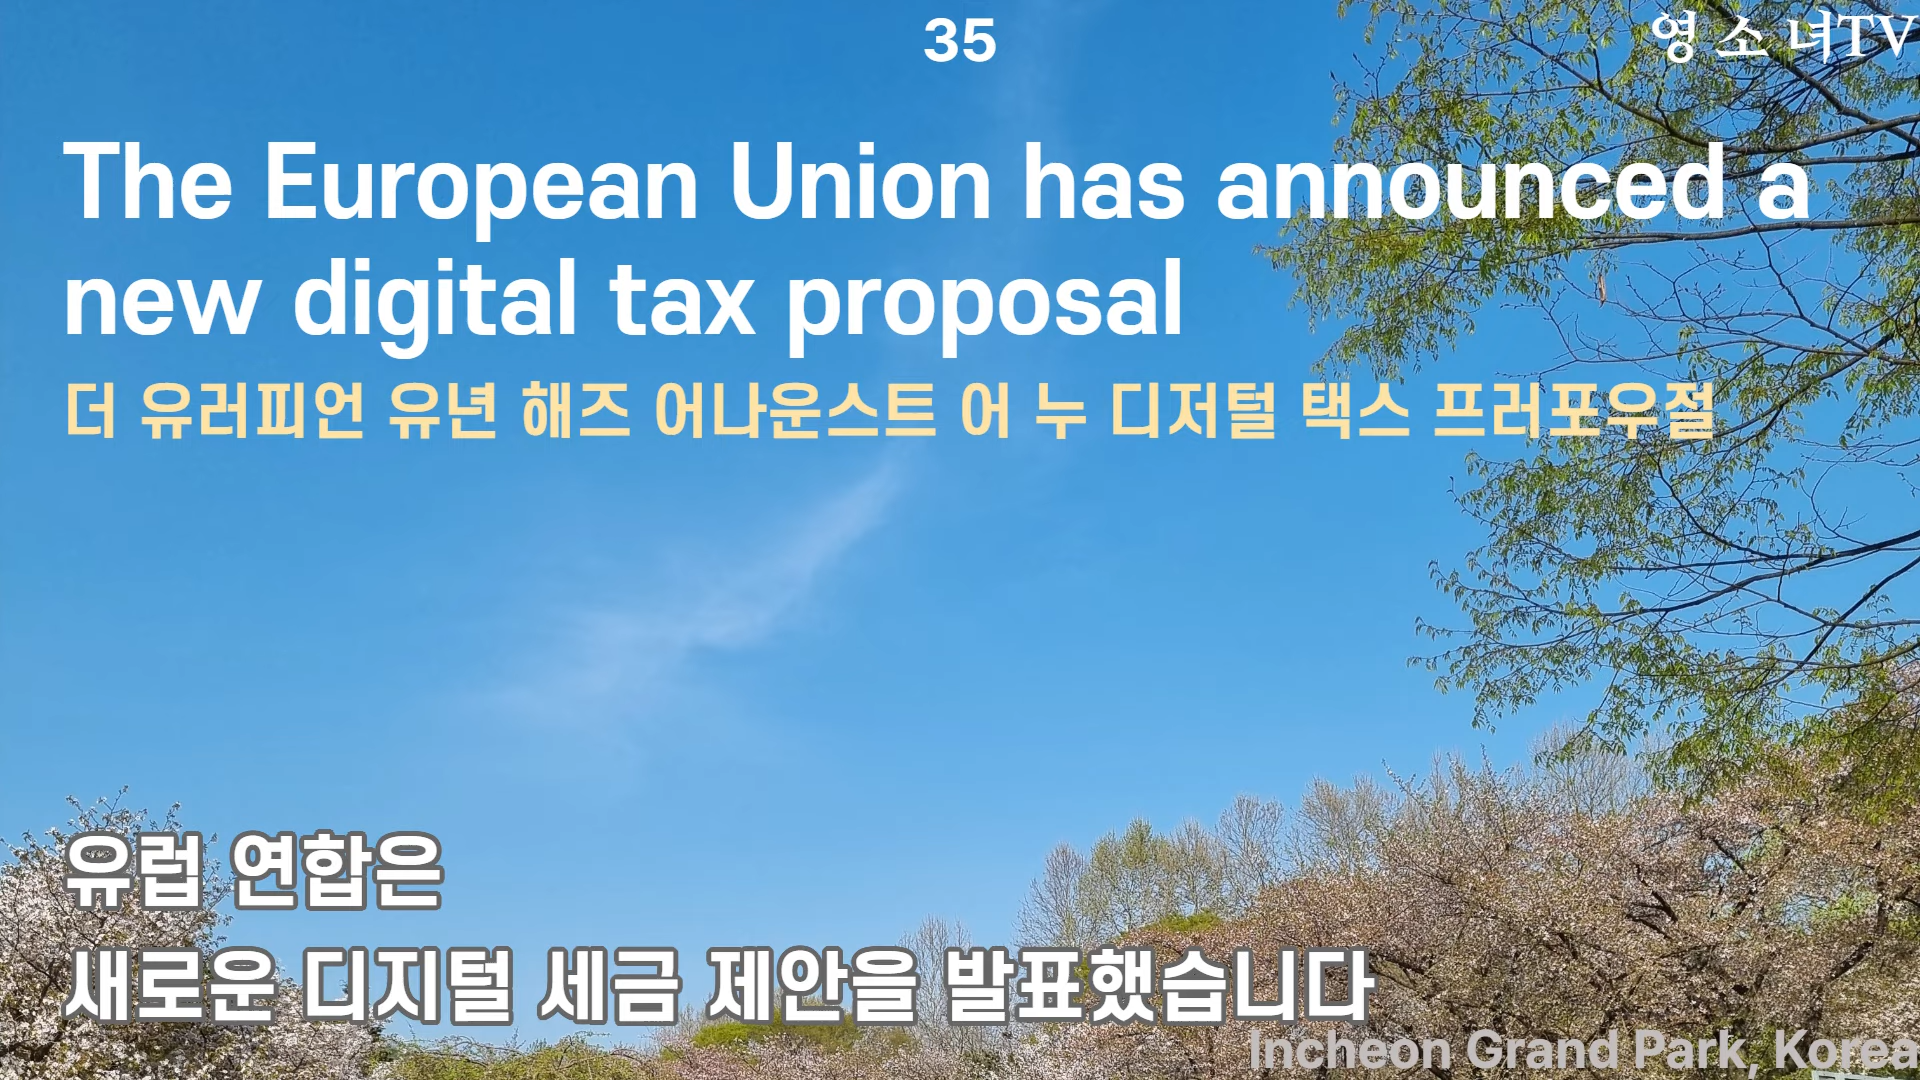 35
영 소 녀TV
The European Union has announced a
new digital tax proposal
더 유러피언 유년 해즈 어나운스트 어 누 디저털 택스 프러포우절
유럽 연합은
새로운 디지털 세금 제안을 발표했습니다
Incheon Grand Park, Korea